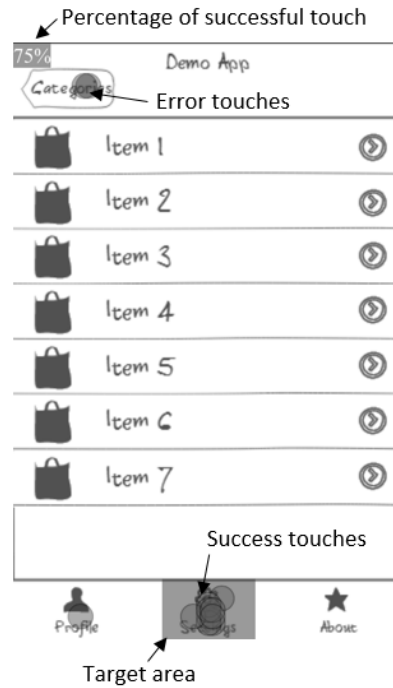 Percentage of successful touch
75%
Demo App
Categories
Error touches
Item 1
Item 2
Item 3
Item 4
Item 5
Item 6
Item 7
Success touches
Profile
Settings
About
Target area